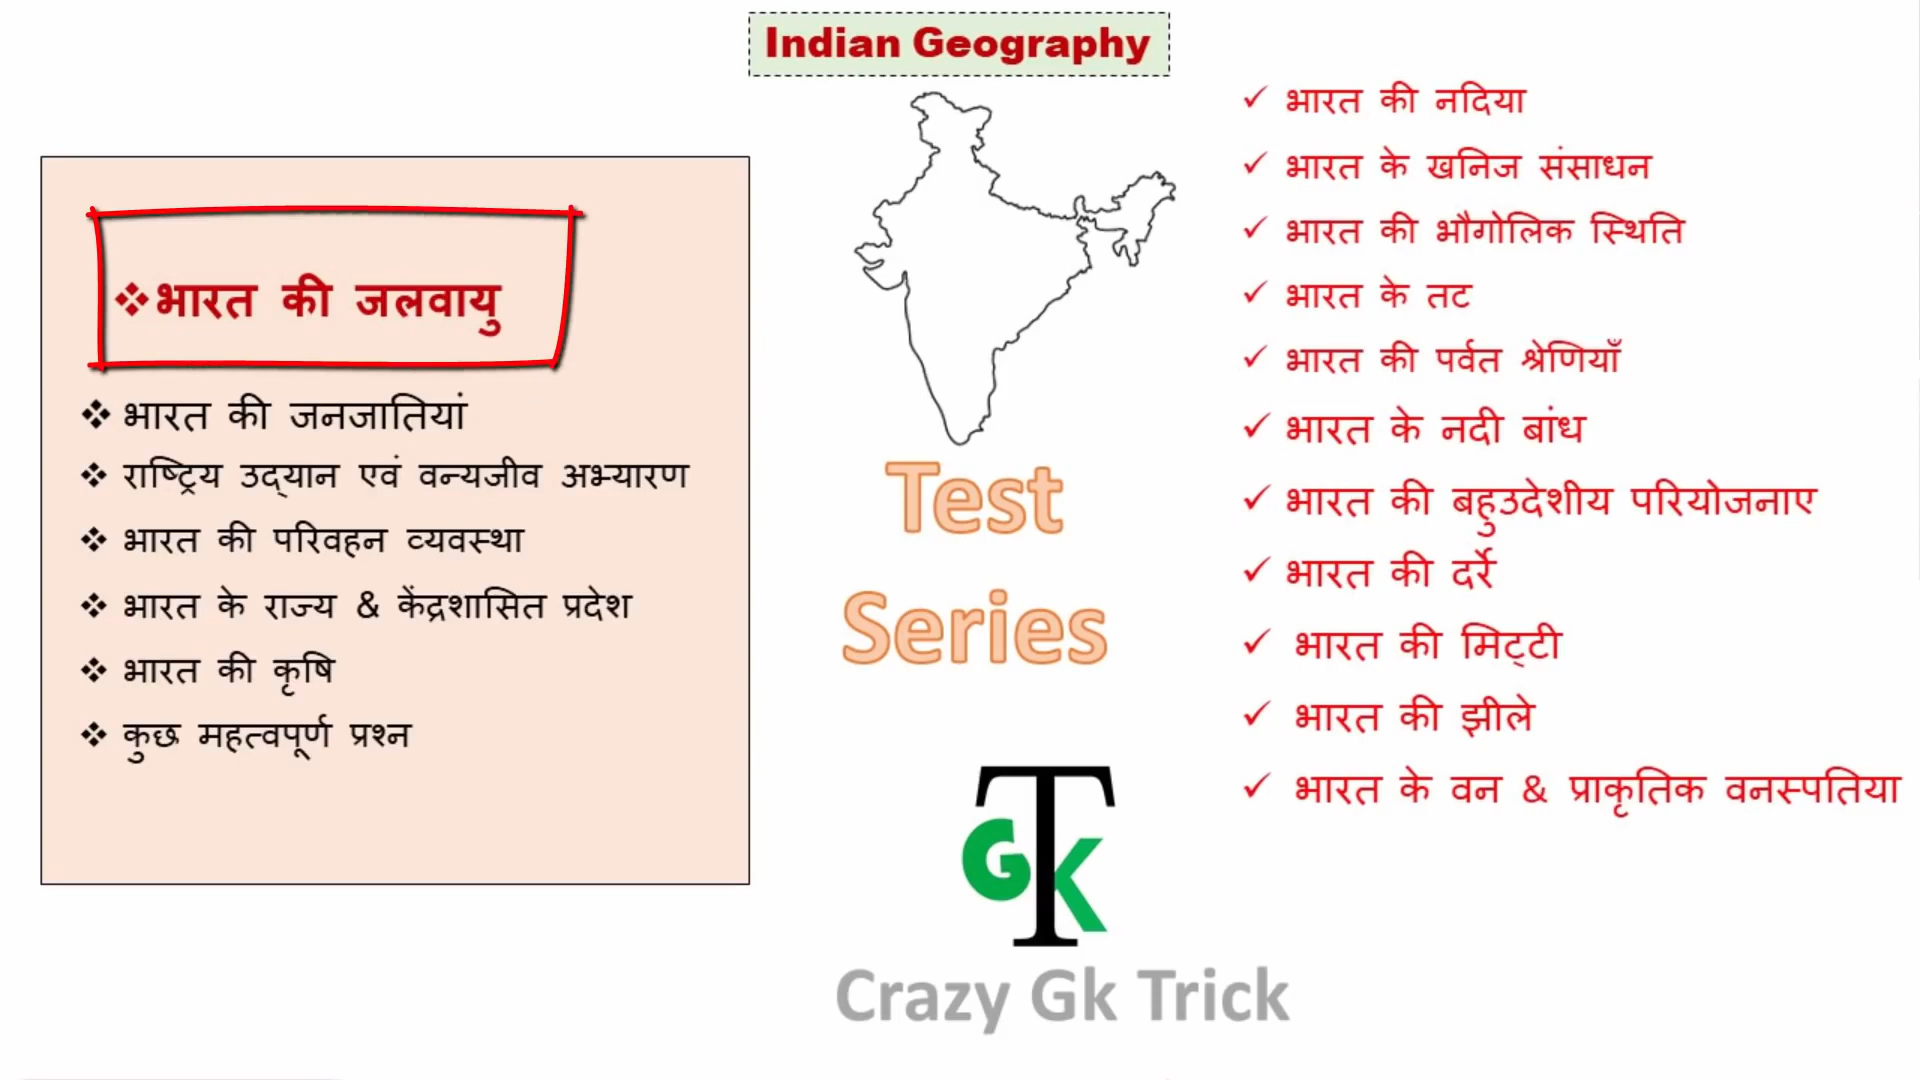 Indian Geography
❖भारत की जलवायु
❖ भारत की जनजातियां
❖ राष्ट्रिय उद्यान एवं वन्यजीव अभ्यारण
❖ भारत की परिवहन व्यवस्था
❖ भारत के राज्य & केंद्रशासित प्रदेश
❖ भारत की कृषि
❖ कुछ महत्वपूर्ण प्रश्न
Test
Series
GTK
Crazy Gk Trick
✓ भारत की नदिया
✓ भारत के खनिज संसाधन
✓ भारत की भौगोलिक स्थिति
✓ भारत के तट
✓ भारत की पर्वत श्रेणियाँ
✓ भारत के नदी बांध
✓ भारत की बहुउदेशीय परियोजनाए
✓ भारत की दर्रे
✓ भारत की मिट्टी
✓ भारत की झीले
✓ भारत के वन & प्राकृतिक वनस्पतिया